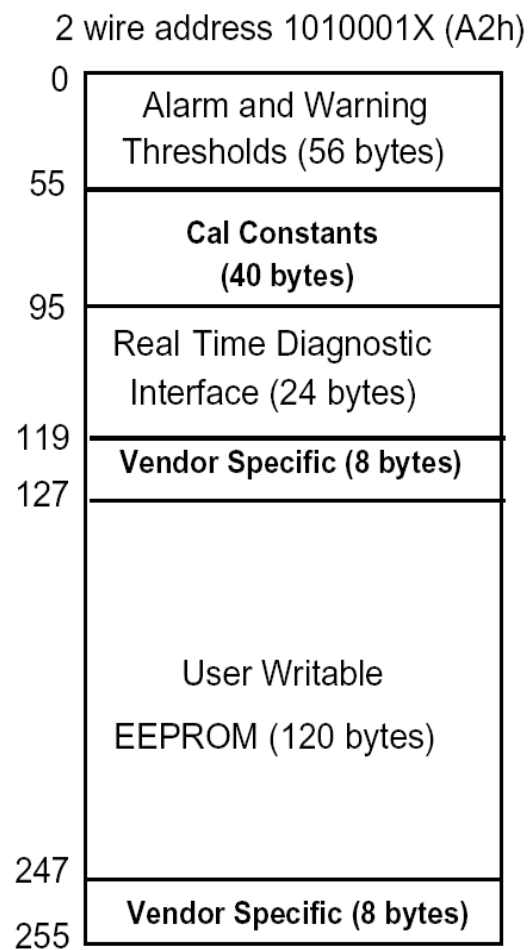 2 wire address 1010001X (A2h)
0
Alarm and Warning
Thresholds (56 bytes)
55
Cal Constants
(40 bytes)
95
Real Time Diagnostic
Interface (24 bytes)
119
Vendor Specific (8 bytes)
127
User Writable
EEPROM (120 bytes)
247
Vendor Specific (8 bytes)
255